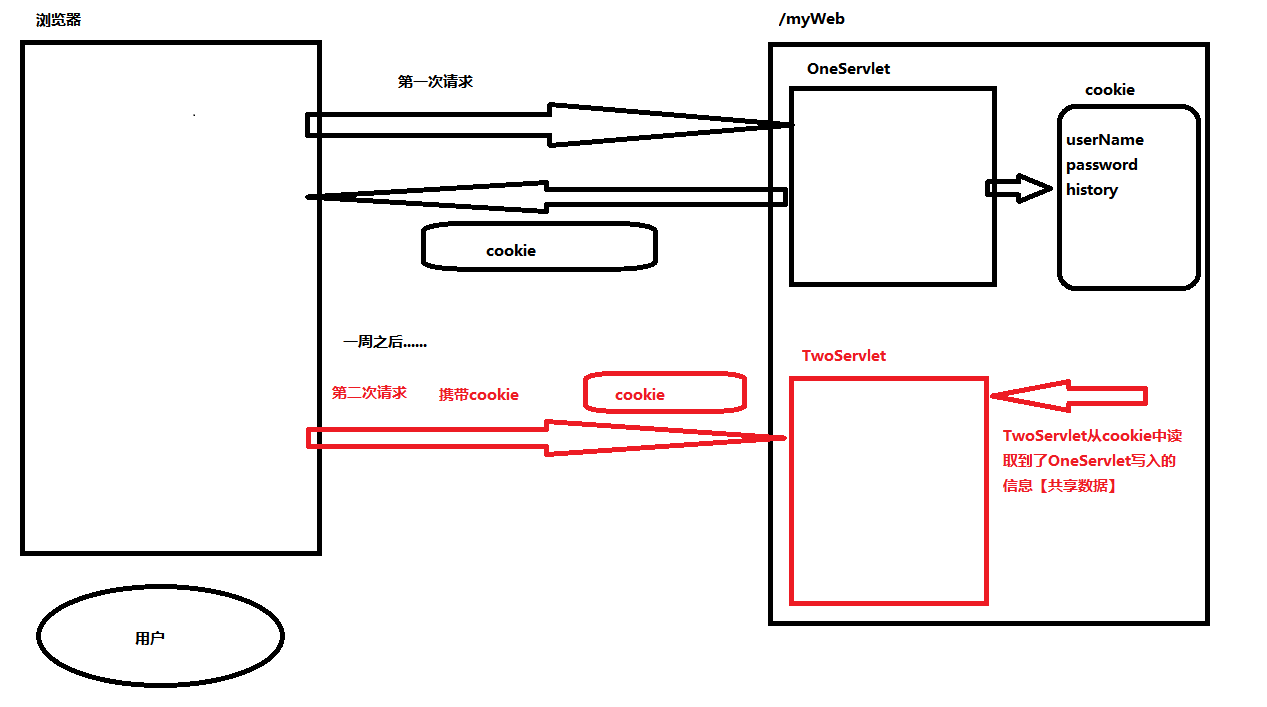 浏览器
/myWeb
OneServlet
第一次请求
cookie
userName
password
history
cookie
一周之后......
TwoServlet
第二次请求
携带cookie
cookie
TwoServlet从cookie中读
取到了OneServlet写入的
信息【共享数据】
用户